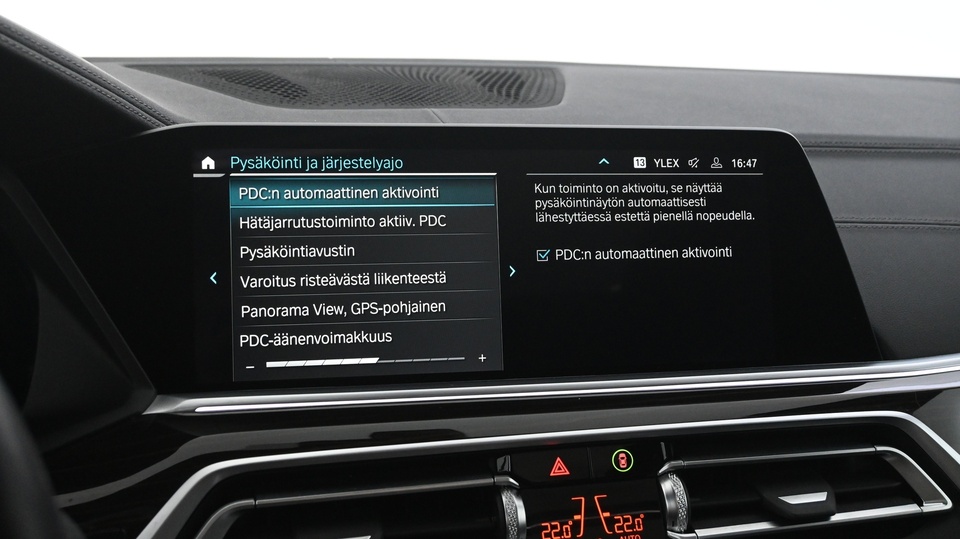 Pysäköinti ja järjestelyajo
13 YLEX 16:47
PDC:n automaattinen aktivointi
Hätäjarrutustoiminto aktiiv. PDC
Pysäköintiavustin
Varoitus risteävästä liikenteestä
Panorama View, GPS-pohjainen
PDC-äänenvoimakkuus
− +
Kun toiminto on aktivoitu, se näyttää
pysäköintinäytön automaattisesti
lähestyttäessä estettä pienellä nopeudella.
PDC:n automaattinen aktivointi
22.0° 22.0°
AUTO